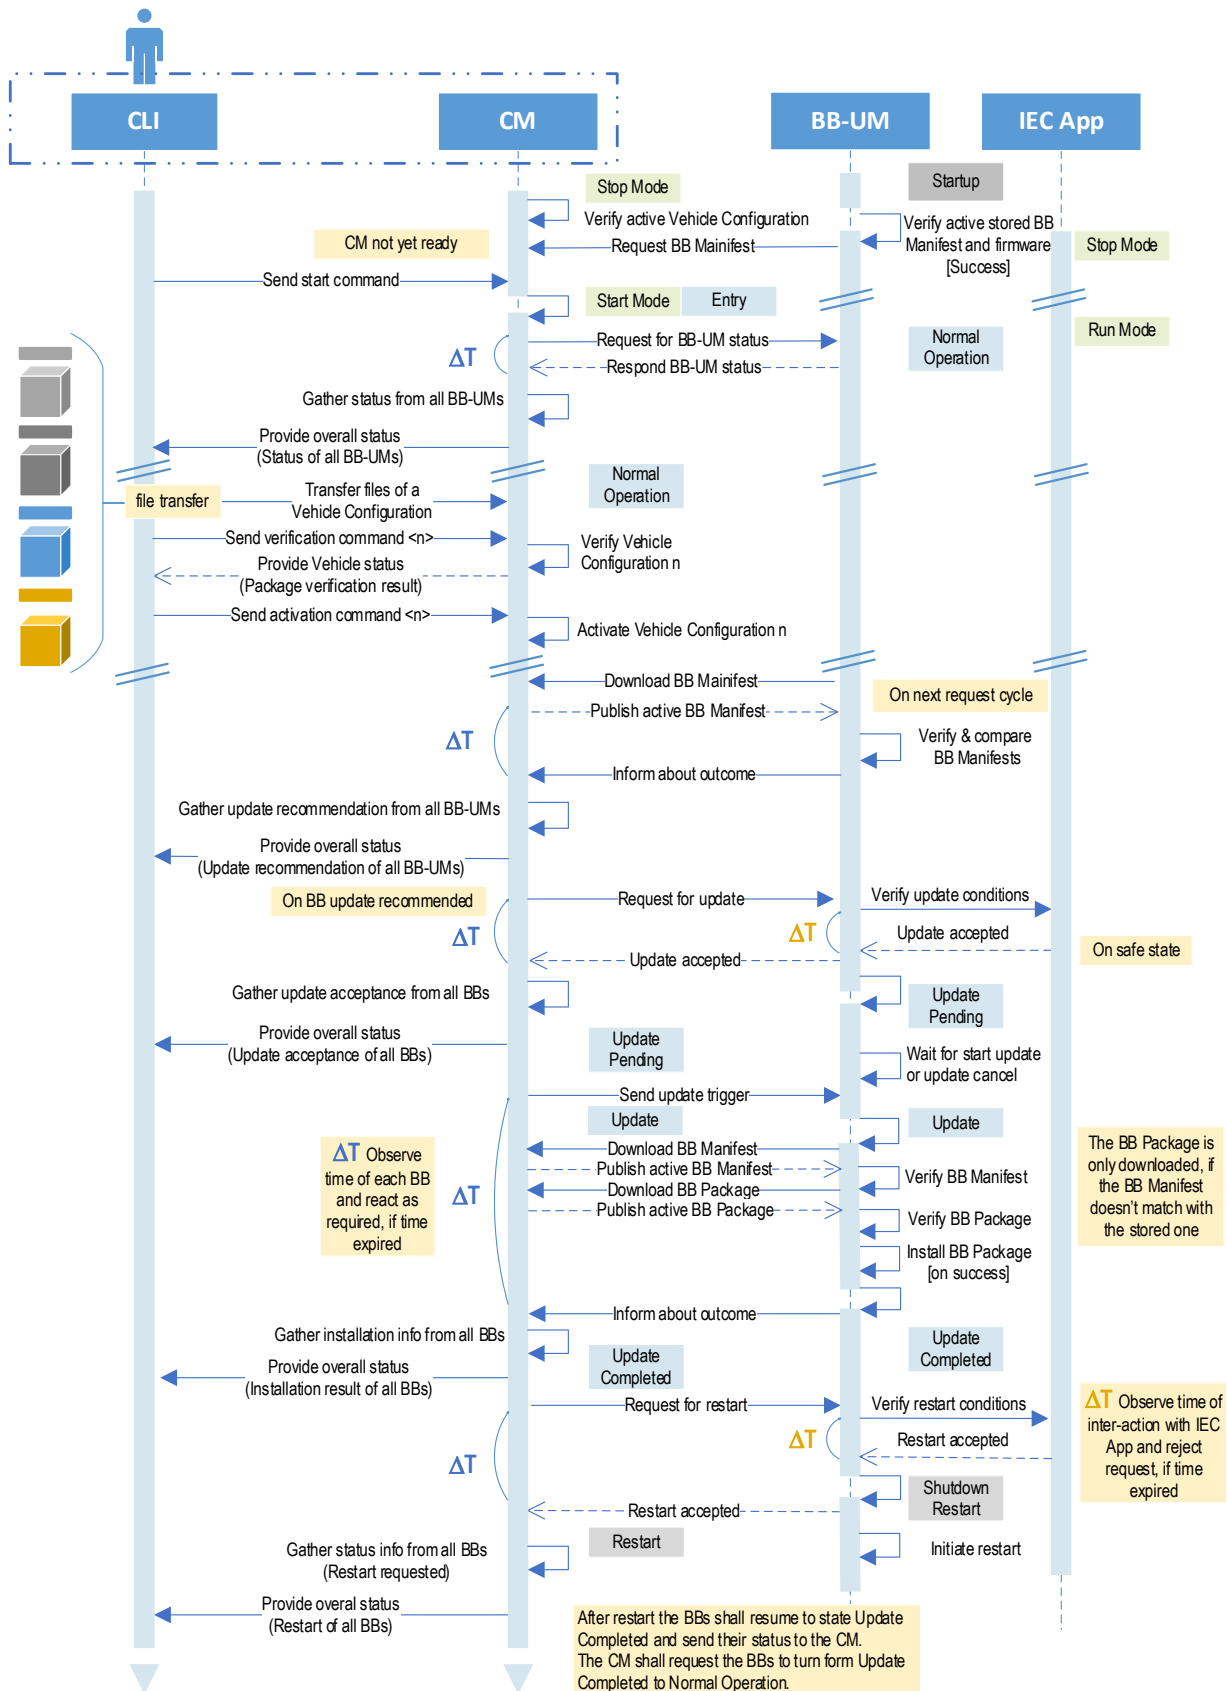 CLI
CM
BB-UM
IEC App
Stop Mode
Startup
Verify active Vehicle Configuration
Verify active stored BB
Manifest and firmware
[Success]
CM not yet ready
Request BB Mainifest
Stop Mode
Send start command
Start Mode
Entry
Run Mode
Request for BB-UM status
Normal
Operation
ΔT
Respond BB-UM status
Gather status from all BB-UMs
Provide overall status
(Status of all BB-UMs)
Normal
Operation
file transfer
Transfer files of a
Vehicle Configuration
Send verification command <n>
Verify Vehicle
Configuration n
Provide Vehicle status
(Package verification result)
Send activation command <n>
Activate Vehicle Configuration n
Download BB Mainifest
On next request cycle
Publish active BB Manifest
ΔT
Verify & compare
BB Manifests
Inform about outcome
Gather update recommendation from all BB-UMs
Provide overall status
(Update recommendation of all BB-UMs)
On BB update recommended
Request for update
Verify update conditions
ΔT
ΔT
Update accepted
On safe state
Update accepted
Gather update acceptance from all BBs
Update
Pending
Provide overall status
(Update acceptance of all BBs)
Update
Pending
Wait for start update
or update cancel
Send update trigger
Update
Update
Download BB Manifest
Publish active BB Manifest
Verify BB Manifest
Download BB Package
Publish active BB Package
Verify BB Package
ΔT Observe
time of each BB
and react as
required, if time
expired
ΔT
The BB Package is
only downloaded, if
the BB Manifest
doesn't match with
the stored one
Install BB Package
[on success]
Inform about outcome
Gather installation info from all BBs
Update
Completed
Provide overall status
(Installation result of all BBs)
Update
Completed
Request for restart
Verify restart conditions
ΔT
ΔT
Restart accepted
ΔT Observe time of
inter-action with IEC
App and reject
request, if time
expired
Shutdown
Restart
Restart accepted
Restart
Gather status info from all BBs
(Restart requested)
Initiate restart
Provide overal status
(Restart of all BBs)
After restart the BBs shall resume to state Update
Completed and send their status to the CM.
The CM shall request the BBs to turn form Update
Completed to Normal Operation.